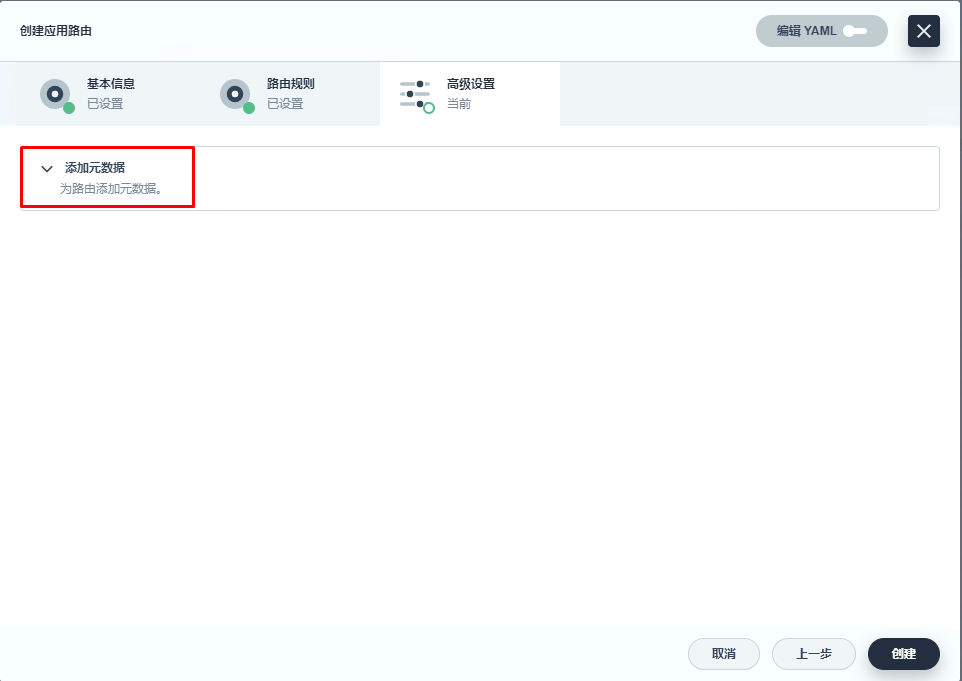 创建应用路由
编辑 YAML
基本信息
已设置
路由规则
已设置
高级设置
当前
添加元数据
为路由添加元数据。
取消
上一步
创建